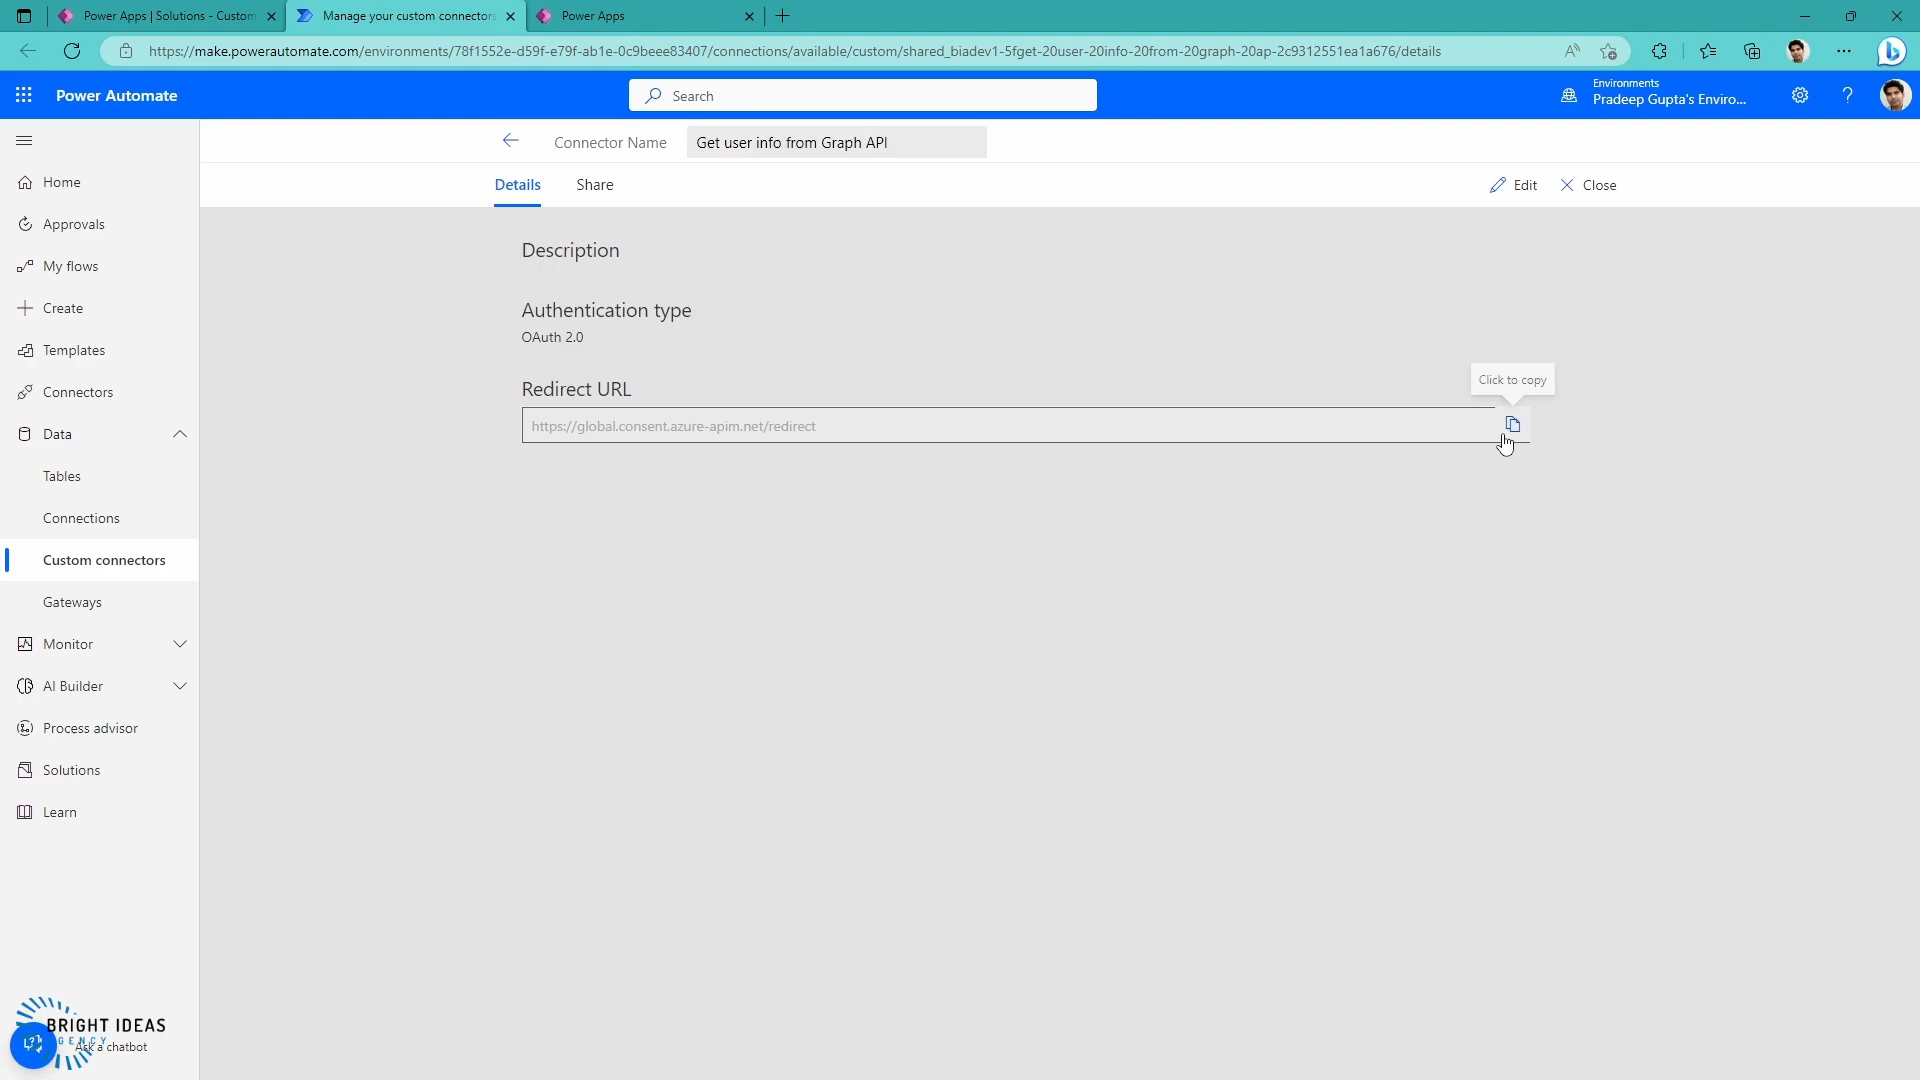 Power Apps | Solutions - Custom
Manage your custom connectors
Power Apps
https://make.powerautomate.com/environments/78f1552e-d59f-e79f-ab1e-0c9beee83407/connections/available/custom/shared_biadev1-5fget-20user-20info-20from-20graph-20ap-2c9312551ea1a676/details
Power Automate
Search
Environments
Pradeep Gupta's Enviro...
Connector Name
Get user info from Graph API
Details
Share
Edit
Close
Home
Approvals
My flows
Create
Templates
Connectors
Data
Tables
Connections
Custom connectors
Gateways
Monitor
AI Builder
Process advisor
Solutions
Learn
Description
Authentication type
OAuth 2.0
Redirect URL
Click to copy
https://global.consent.azure-apim.net/redirect
BRIGHT IDEAS
Ask a chatbot